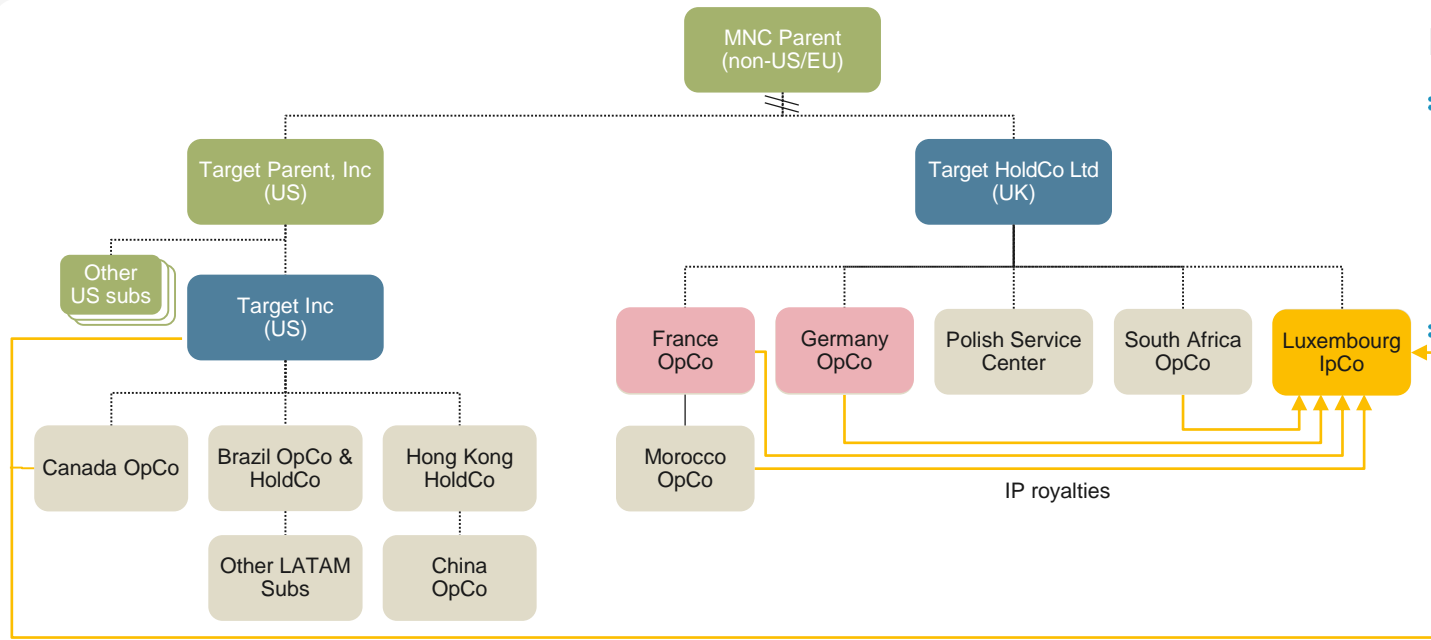 MNC Parent
(non-US/EU)
Target Parent, Inc
(US)
Target HoldCo Ltd
(UK)
Other
US subs
Target Inc
(US)
France
OpCo
Germany
OpCo
Polish Service
Center
South Africa
OpCo
Luxembourg
IpCo
Canada OpCo
Brazil OpCo &
HoldCo
Hong Kong
HoldCo
Morocco
OpCo
IP royalties
Other LATAM
Subs
China
OpCo